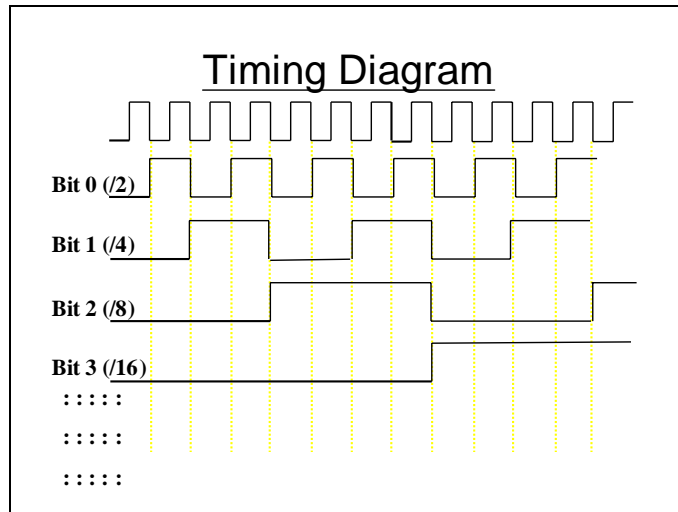 Timing Diagram
Bit 0 (/2)
Bit 1 (/4)
Bit 2 (/8)
Bit 3 (/16)
: : : : :
: : : : :
: : : : :